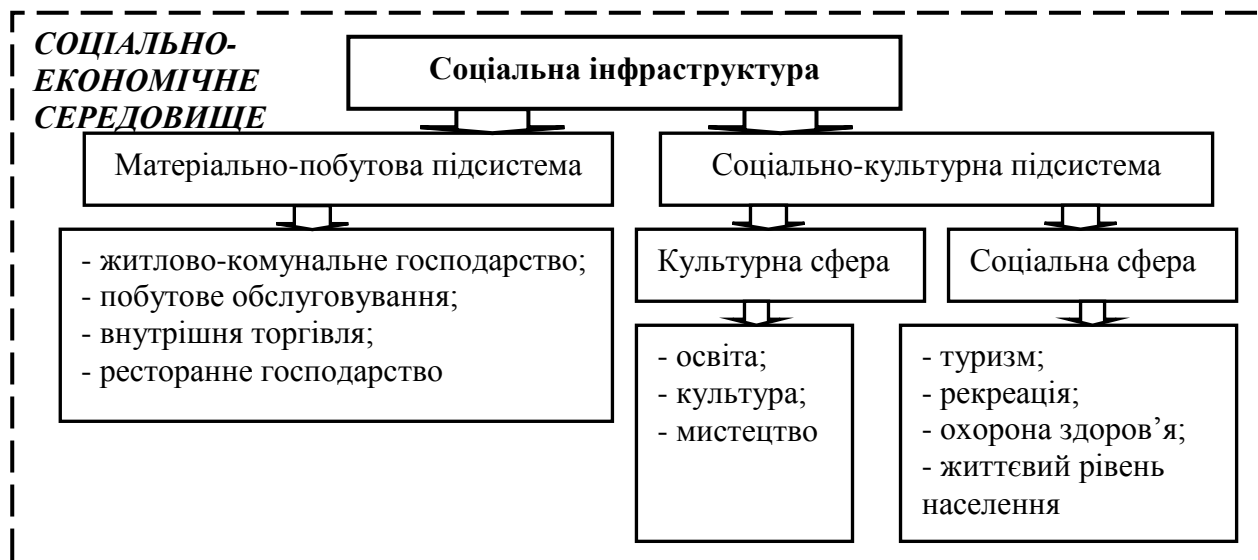 СОЦІАЛЬНО-
ЕКОНОМІЧНЕ
СЕРЕДОВИЩЕ
Соціальна інфраструктура
Матеріально-побутова підсистема
Соціально-культурна підсистема
- житлово-комунальне господарство;
- побутове обслуговування;
- внутрішня торгівля;
- ресторанне господарство
Культурна сфера
Соціальна сфера
- освіта;
- культура;
- мистецтво
- туризм;
- рекреація;
- охорона здоров’я;
- життєвий рівень
населення